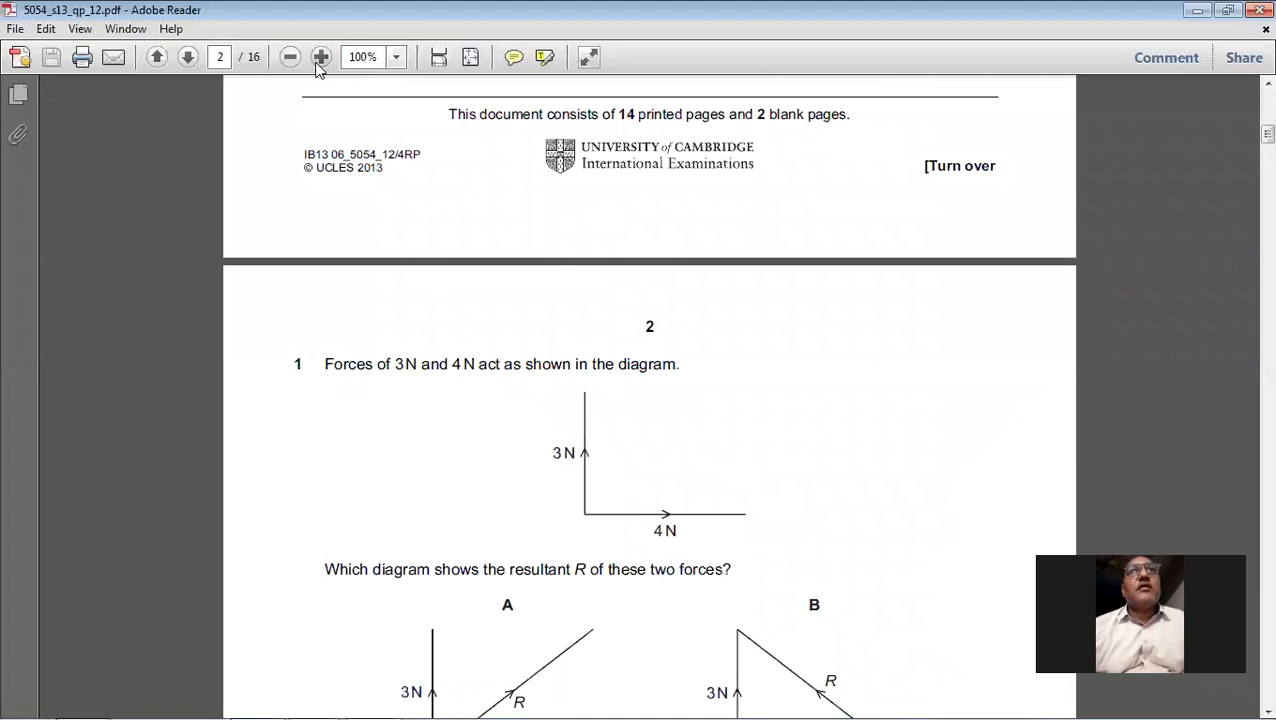 5054_s13_qp_12.pdf - Adobe Reader
File Edit View Window Help
2 / 16 100% Comment Share
This document consists of 14 printed pages and 2 blank pages.
IB13 06_5054_12/4RP
© UCLES 2013
UNIVERSITY of CAMBRIDGE
International Examinations
[Turn over
2
1 Forces of 3 N and 4 N act as shown in the diagram.
3 N
4 N
Which diagram shows the resultant R of these two forces?
A B
3 N R 3 N R